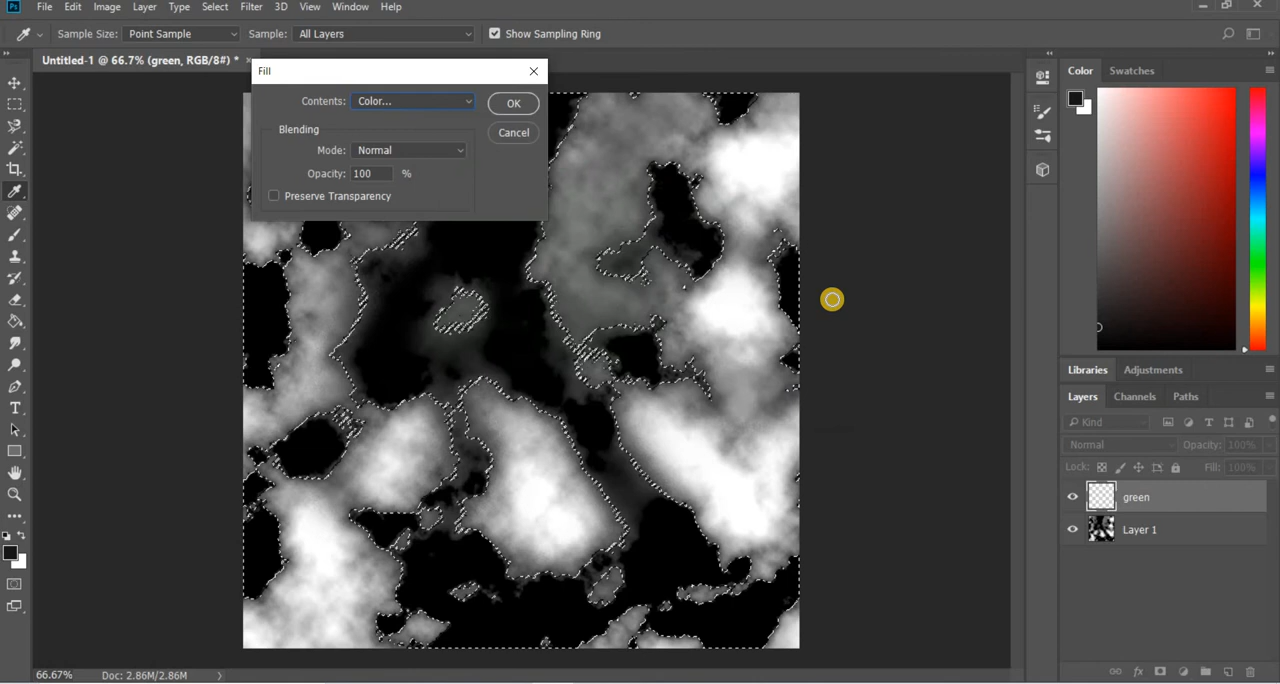 Ps File Edit Image Layer Type Select Filter 3D View Window Help
Sample Size: Point Sample Sample: All Layers Show Sampling Ring
Untitled-1 @ 66.7% (green, RGB/8#) * ×
Fill
Contents: Color... OK
Blending Cancel
Mode: Normal
Opacity: 100 %
Preserve Transparency
Color Swatches
Libraries Adjustments
Layers Channels Paths
Kind
Normal Opacity: 100%
Lock: Fill: 100%
green
Layer 1
T
fx
66.67% Doc: 2.86M/2.86M